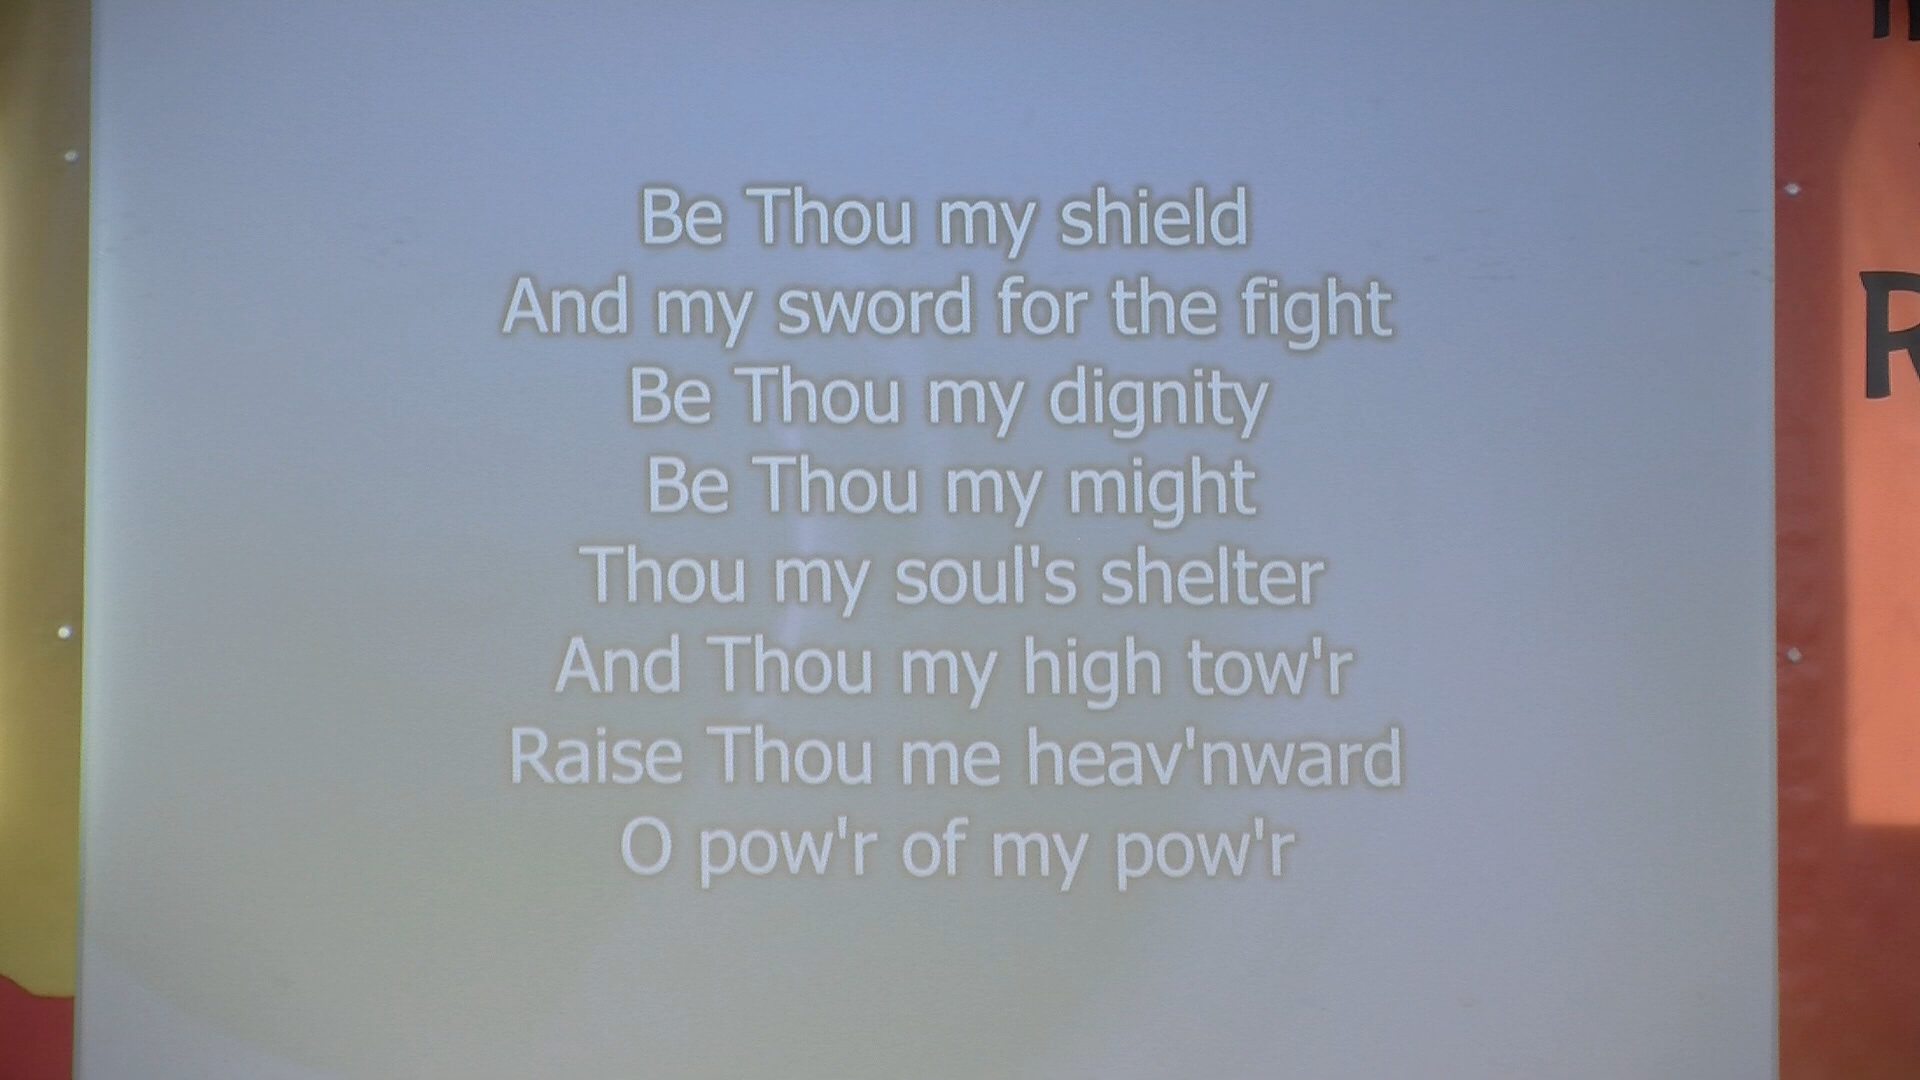 Be Thou my shield
And my sword for the fight
Be Thou my dignity
Be Thou my might
Thou my soul's shelter
And Thou my high tow'r
Raise Thou me heav'nward
O pow'r of my pow'r